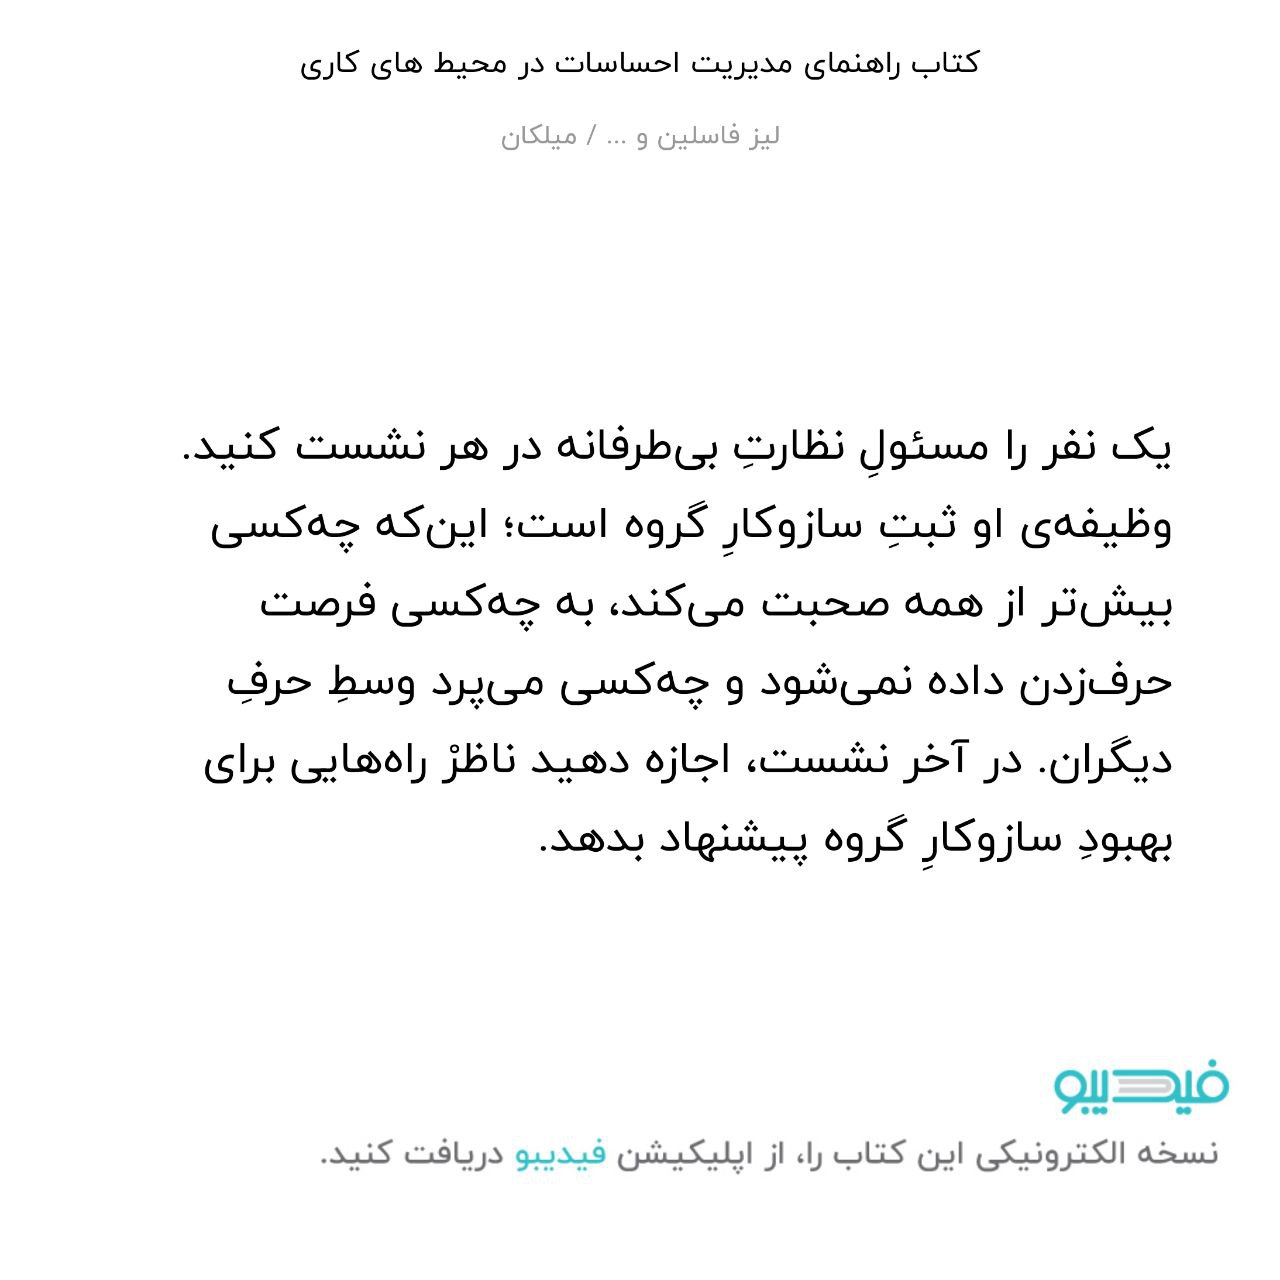 کتاب راهنمای مدیریت احساسات در محیط های کاری
لیز فاسلین و ... / میلکان
یک نفر را مسئولِ نظارتِ بی‌طرفانه در هر نشست کنید.
وظیفه‌ی او ثبتِ سازوکارِ گروه است؛ این‌که چه‌کسی
بیش‌تر از همه صحبت می‌کند، به چه‌کسی فرصت
حرف‌زدن داده نمی‌شود و چه‌کسی می‌پرد وسطِ حرفِ
دیگران. در آخر نشست، اجازه دهید ناظرْ راه‌هایی برای
بهبودِ سازوکارِ گروه پیشنهاد بدهد.
فیدیبو
نسخه الکترونیکی این کتاب را، از اپلیکیشن فیدیبو دریافت کنید.